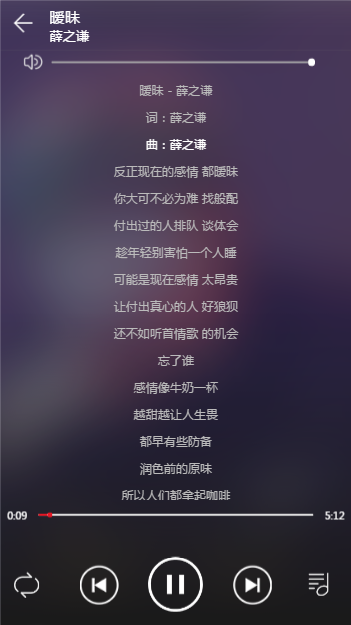 暧昧
薛之谦
暧昧 - 薛之谦
词：薛之谦
曲：薛之谦
反正现在的感情 都暧昧
你大可不必为难 找般配
付出过的人排队 谈体会
趁年轻别害怕一个人睡
可能是现在感情 太昂贵
让付出真心的人 好狼狈
还不如听首情歌 的机会
忘了谁
感情像牛奶一杯
越甜越让人生畏
都早有些防备
润色前的原味
所以人们都拿起咖啡
0:09
5:12